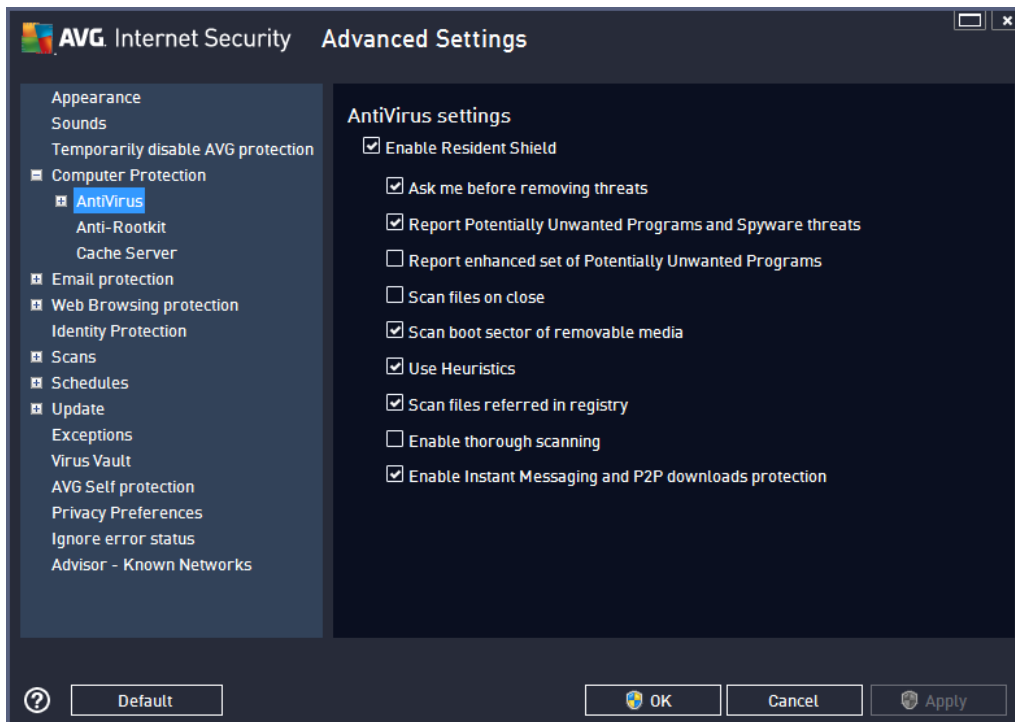 AVG. Internet Security Advanced Settings
Appearance
Sounds
Temporarily disable AVG protection
Computer Protection
AntiVirus
Anti-Rootkit
Cache Server
Email protection
Web Browsing protection
Identity Protection
Scans
Schedules
Update
Exceptions
Virus Vault
AVG Self protection
Privacy Preferences
Ignore error status
Advisor - Known Networks
AntiVirus settings
Enable Resident Shield
Ask me before removing threats
Report Potentially Unwanted Programs and Spyware threats
Report enhanced set of Potentially Unwanted Programs
Scan files on close
Scan boot sector of removable media
Use Heuristics
Scan files referred in registry
Enable thorough scanning
Enable Instant Messaging and P2P downloads protection
? Default OK Cancel Apply